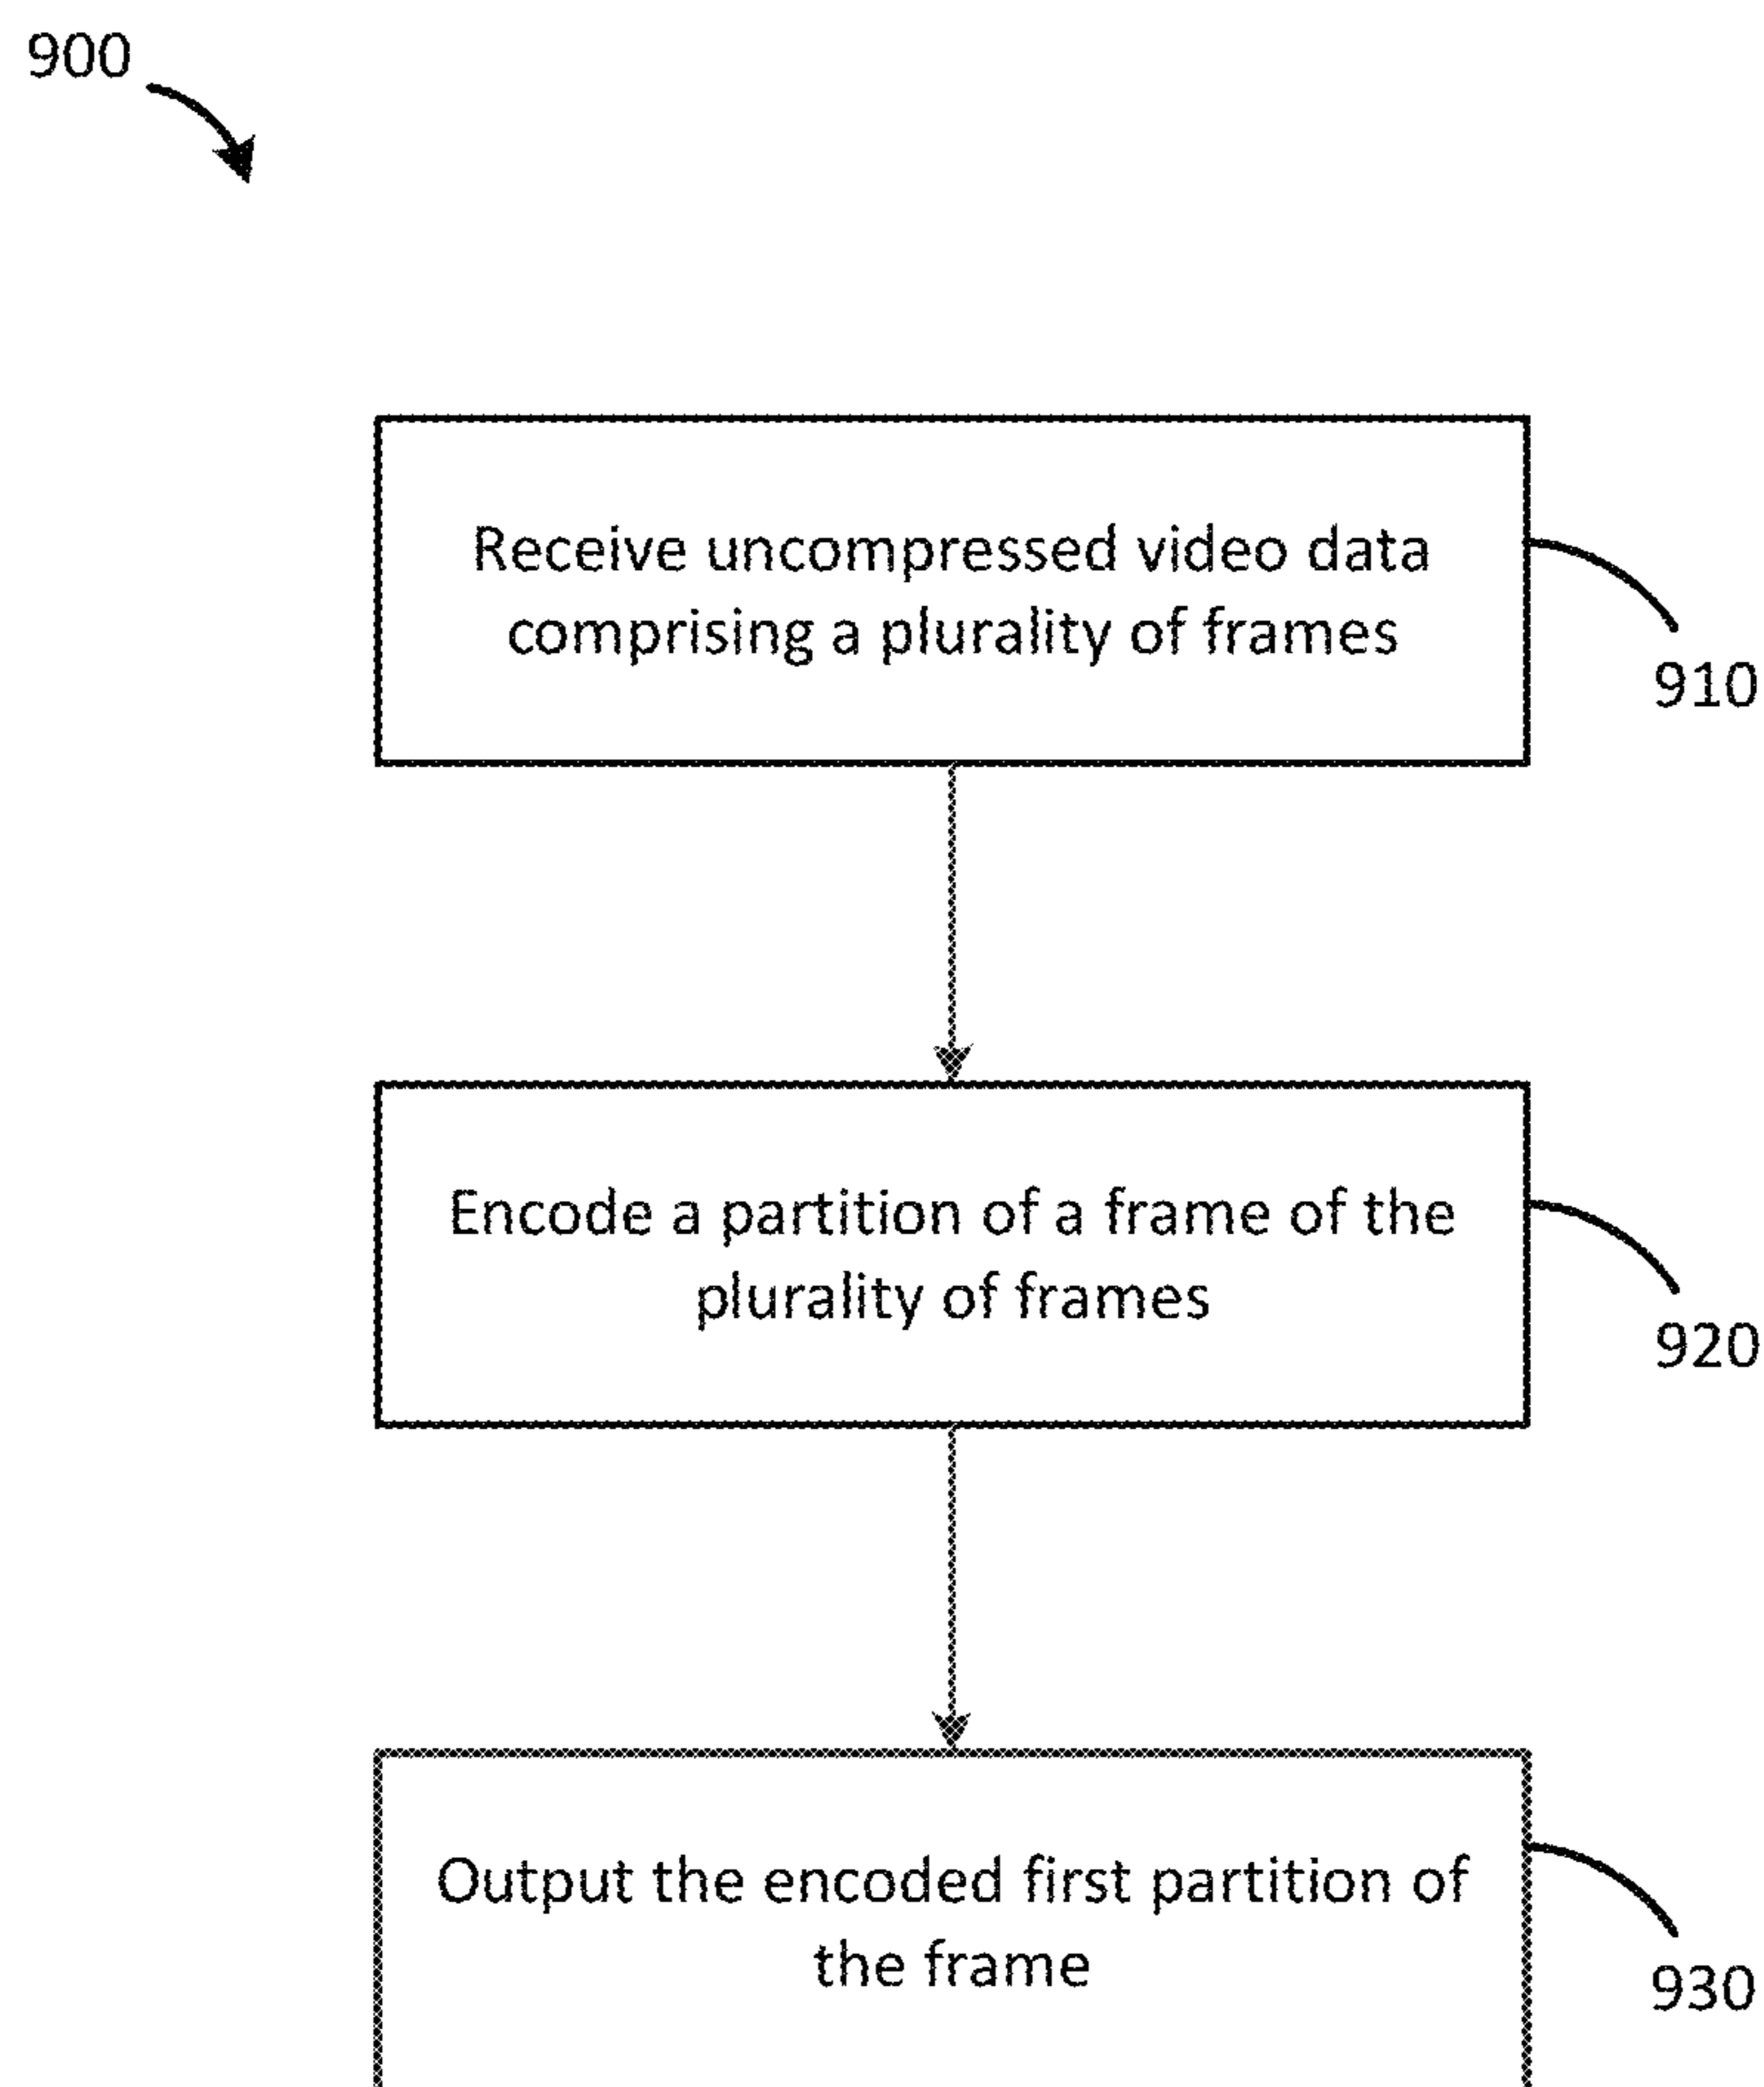 900
Receive uncompressed video data
comprising a plurality of frames
910
Encode a partition of a frame of the
plurality of frames
920
Output the encoded first partition of
the frame
930